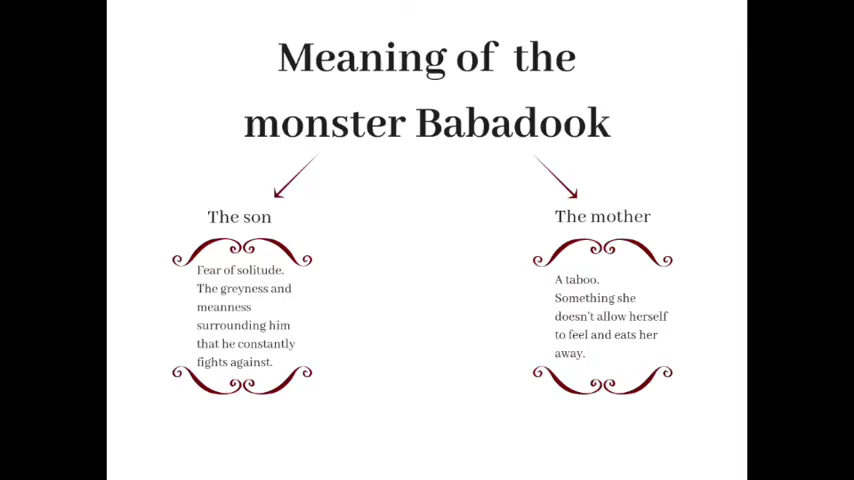 Meaning of the
monster Babadook
The son
Fear of solitude.
The greyness and
meanness
surrounding him
that he constantly
fights against.
The mother
A taboo.
Something she
doesn't allow herself
to feel and eats her
away.